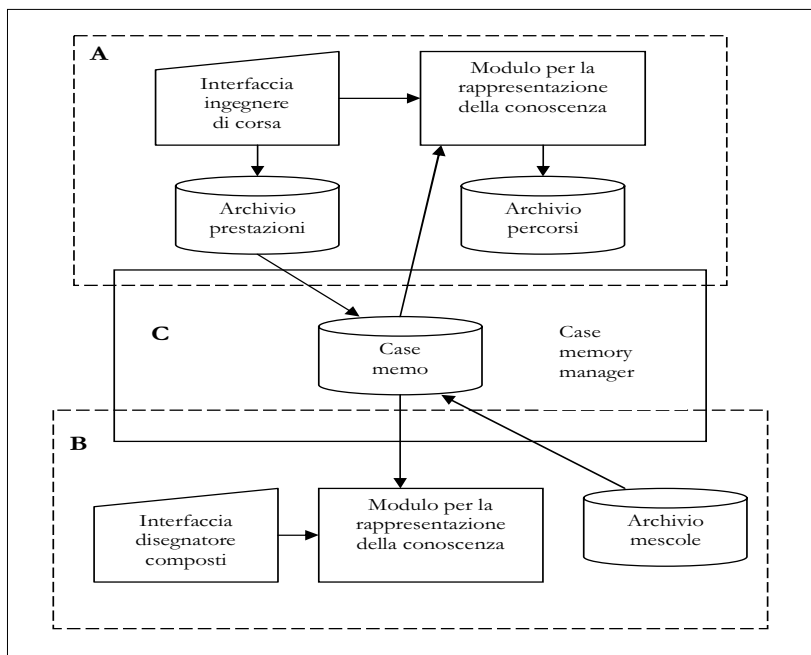 A
Interfaccia
ingegnere
di corsa
Modulo per la
rappresentazione
della conoscenza
Archivio
prestazioni
Archivio
percorsi
C
Case
memo
Case
memory
manager
B
Interfaccia
disegnatore
composti
Modulo per la
rappresentazione
della conoscenza
Archivio
mescole